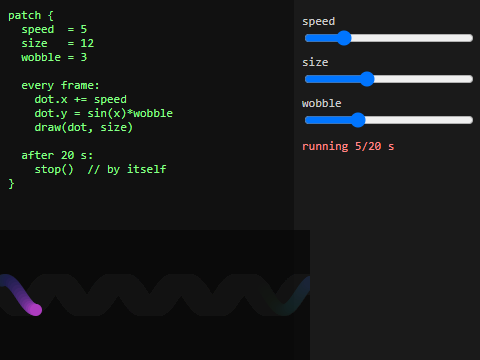 patch {
  speed  = 5
  size   = 12
  wobble = 3

  every frame:
    dot.x += speed
    dot.y = sin(x)*wobble
    draw(dot, size)

  after 20 s:
    stop()  // by itself
}
speed
size
wobble
running 5/20 s